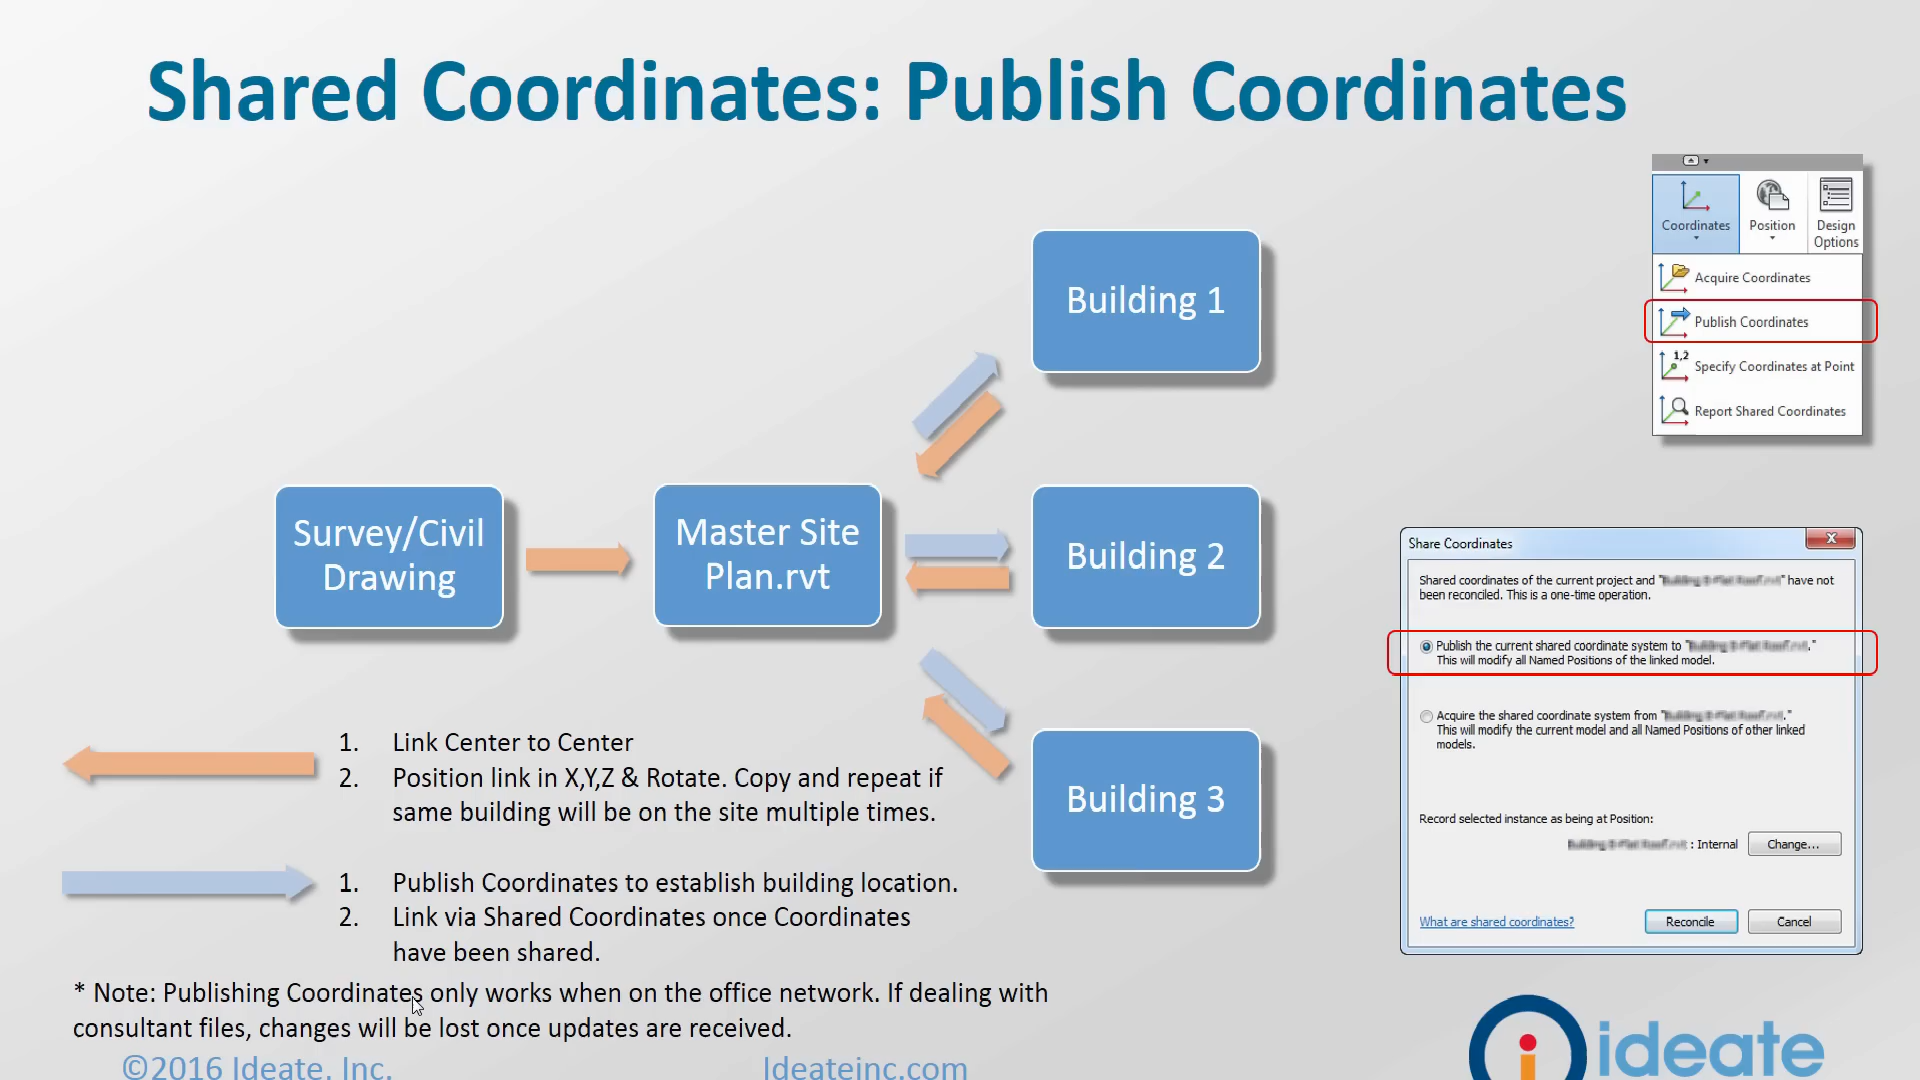 Shared Coordinates: Publish Coordinates
Coordinates
Position
Design
Options
Acquire Coordinates
Publish Coordinates
1,2
Specify Coordinates at Point
Report Shared Coordinates
Building 1
Survey/Civil
Drawing
Master Site
Plan.rvt
Building 2
Building 3
1. Link Center to Center
2. Position link in X,Y,Z & Rotate. Copy and repeat if
same building will be on the site multiple times.
1. Publish Coordinates to establish building location.
2. Link via Shared Coordinates once Coordinates
have been shared.
* Note: Publishing Coordinates only works when on the office network. If dealing with
consultant files, changes will be lost once updates are received.
Share Coordinates
X
Shared coordinates of the current project and " " have not
been reconciled. This is a one-time operation.
Publish the current shared coordinate system to " ."
This will modify all Named Positions of the linked model.
Acquire the shared coordinate system from " ."
This will modify the current model and all Named Positions of other linked
models.
Record selected instance as being at Position:
: Internal
Change...
What are shared coordinates?
Reconcile
Cancel
©2016 Ideate, Inc.
Ideateinc.com
ideate